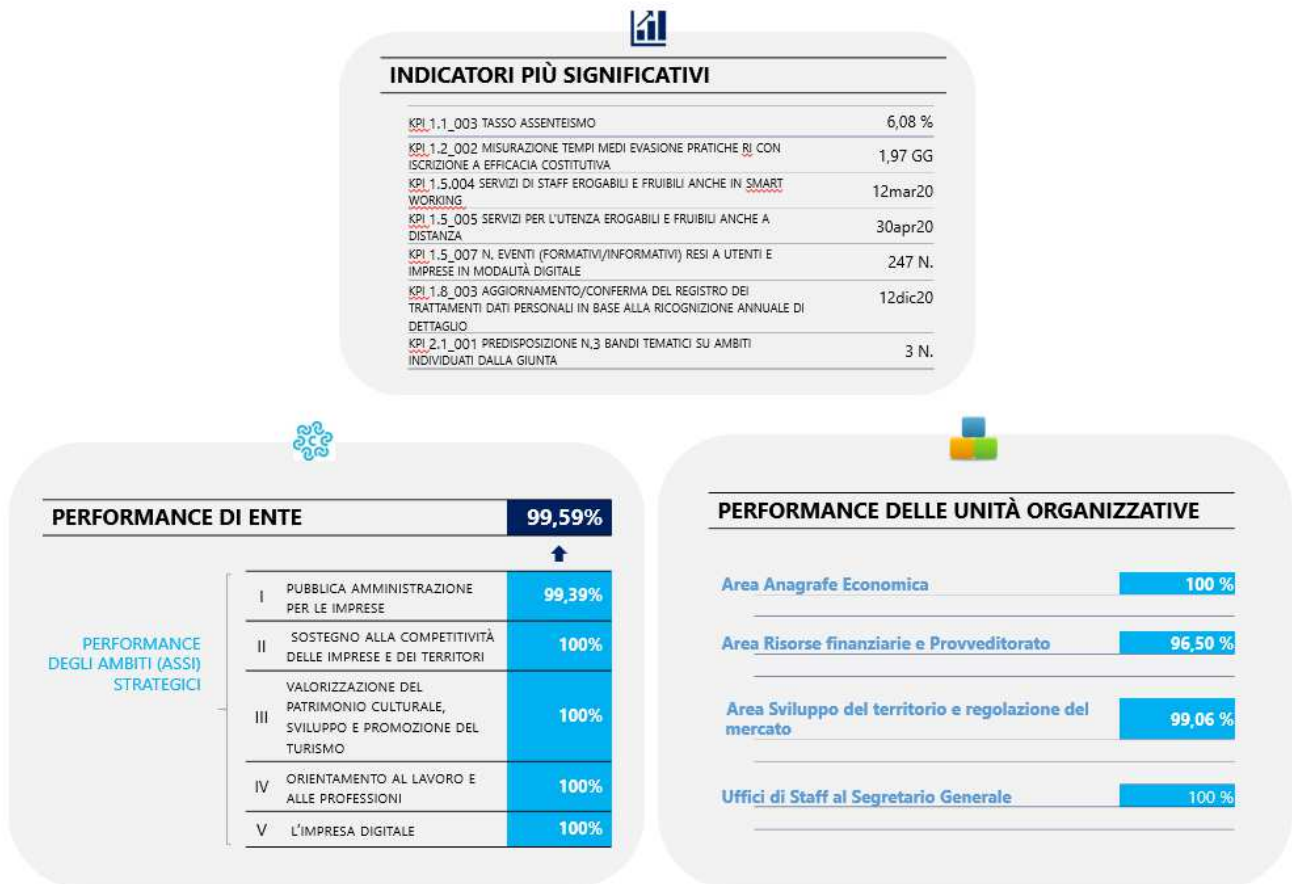 INDICATORI PIÙ SIGNIFICATIVI
KPI 1.1_003 TASSO ASSENTEISMO 6,08 %
KPI 1.2_002 MISURAZIONE TEMPI MEDI EVASIONE PRATICHE RI CON
ISCRIZIONE A EFFICACIA COSTITUTIVA 1,97 GG
KPI 1.5.004 SERVIZI DI STAFF EROGABILI E FRUIBILI ANCHE IN SMART
WORKING 12mar20
KPI 1.5_005 SERVIZI PER L'UTENZA EROGABILI E FRUIBILI ANCHE A
DISTANZA 30apr20
KPI 1.5_007 N. EVENTI (FORMATIVI/INFORMATIVI) RESI A UTENTI E
IMPRESE IN MODALITÀ DIGITALE 247 N.
KPI 1.8_003 AGGIORNAMENTO/CONFERMA DEL REGISTRO DEI
TRATTAMENTI DATI PERSONALI IN BASE ALLA RICOGNIZIONE ANNUALE DI
DETTAGLIO 12dic20
KPI 2.1_001 PREDISPOSIZIONE N.3 BANDI TEMATICI SU AMBITI
INDIVIDUATI DALLA GIUNTA 3 N.
PERFORMANCE DI ENTE 99,59%
PERFORMANCE
DEGLI AMBITI (ASSI)
STRATEGICI
I PUBBLICA AMMINISTRAZIONE
PER LE IMPRESE 99,39%
II SOSTEGNO ALLA COMPETITIVITÀ
DELLE IMPRESE E DEI TERRITORI 100%
III VALORIZZAZIONE DEL
PATRIMONIO CULTURALE,
SVILUPPO E PROMOZIONE DEL
TURISMO 100%
IV ORIENTAMENTO AL LAVORO E
ALLE PROFESSIONI 100%
V L'IMPRESA DIGITALE 100%
PERFORMANCE DELLE UNITÀ ORGANIZZATIVE
Area Anagrafe Economica 100 %
Area Risorse finanziarie e Provveditorato 96,50 %
Area Sviluppo del territorio e regolazione del
mercato 99,06 %
Uffici di Staff al Segretario Generale 100 %